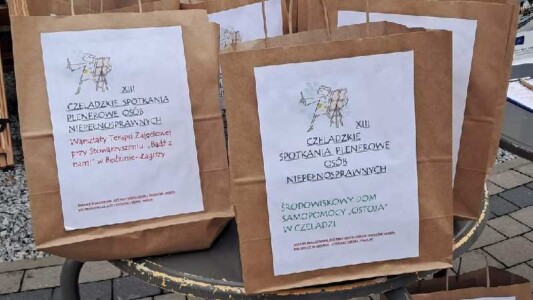 XIII
CZELADZKIE SPOTKANIA
PLENEROWE OSÓB
NIEPEŁNOSPRAWNYCH
Warsztaty Terapii Zajęciowej
przy Stowarzyszeniu „Bądź z
nami" w Będzinie-Łagiszy
XIII
CZELADZKIE
SPOTKANIA PLENEROWE
OSÓB
NIEPEŁNOSPRAWNYCH
ŚRODOWISKOWY DOM
SAMOPOMOCY „OSTOJA"
W CZELADZI